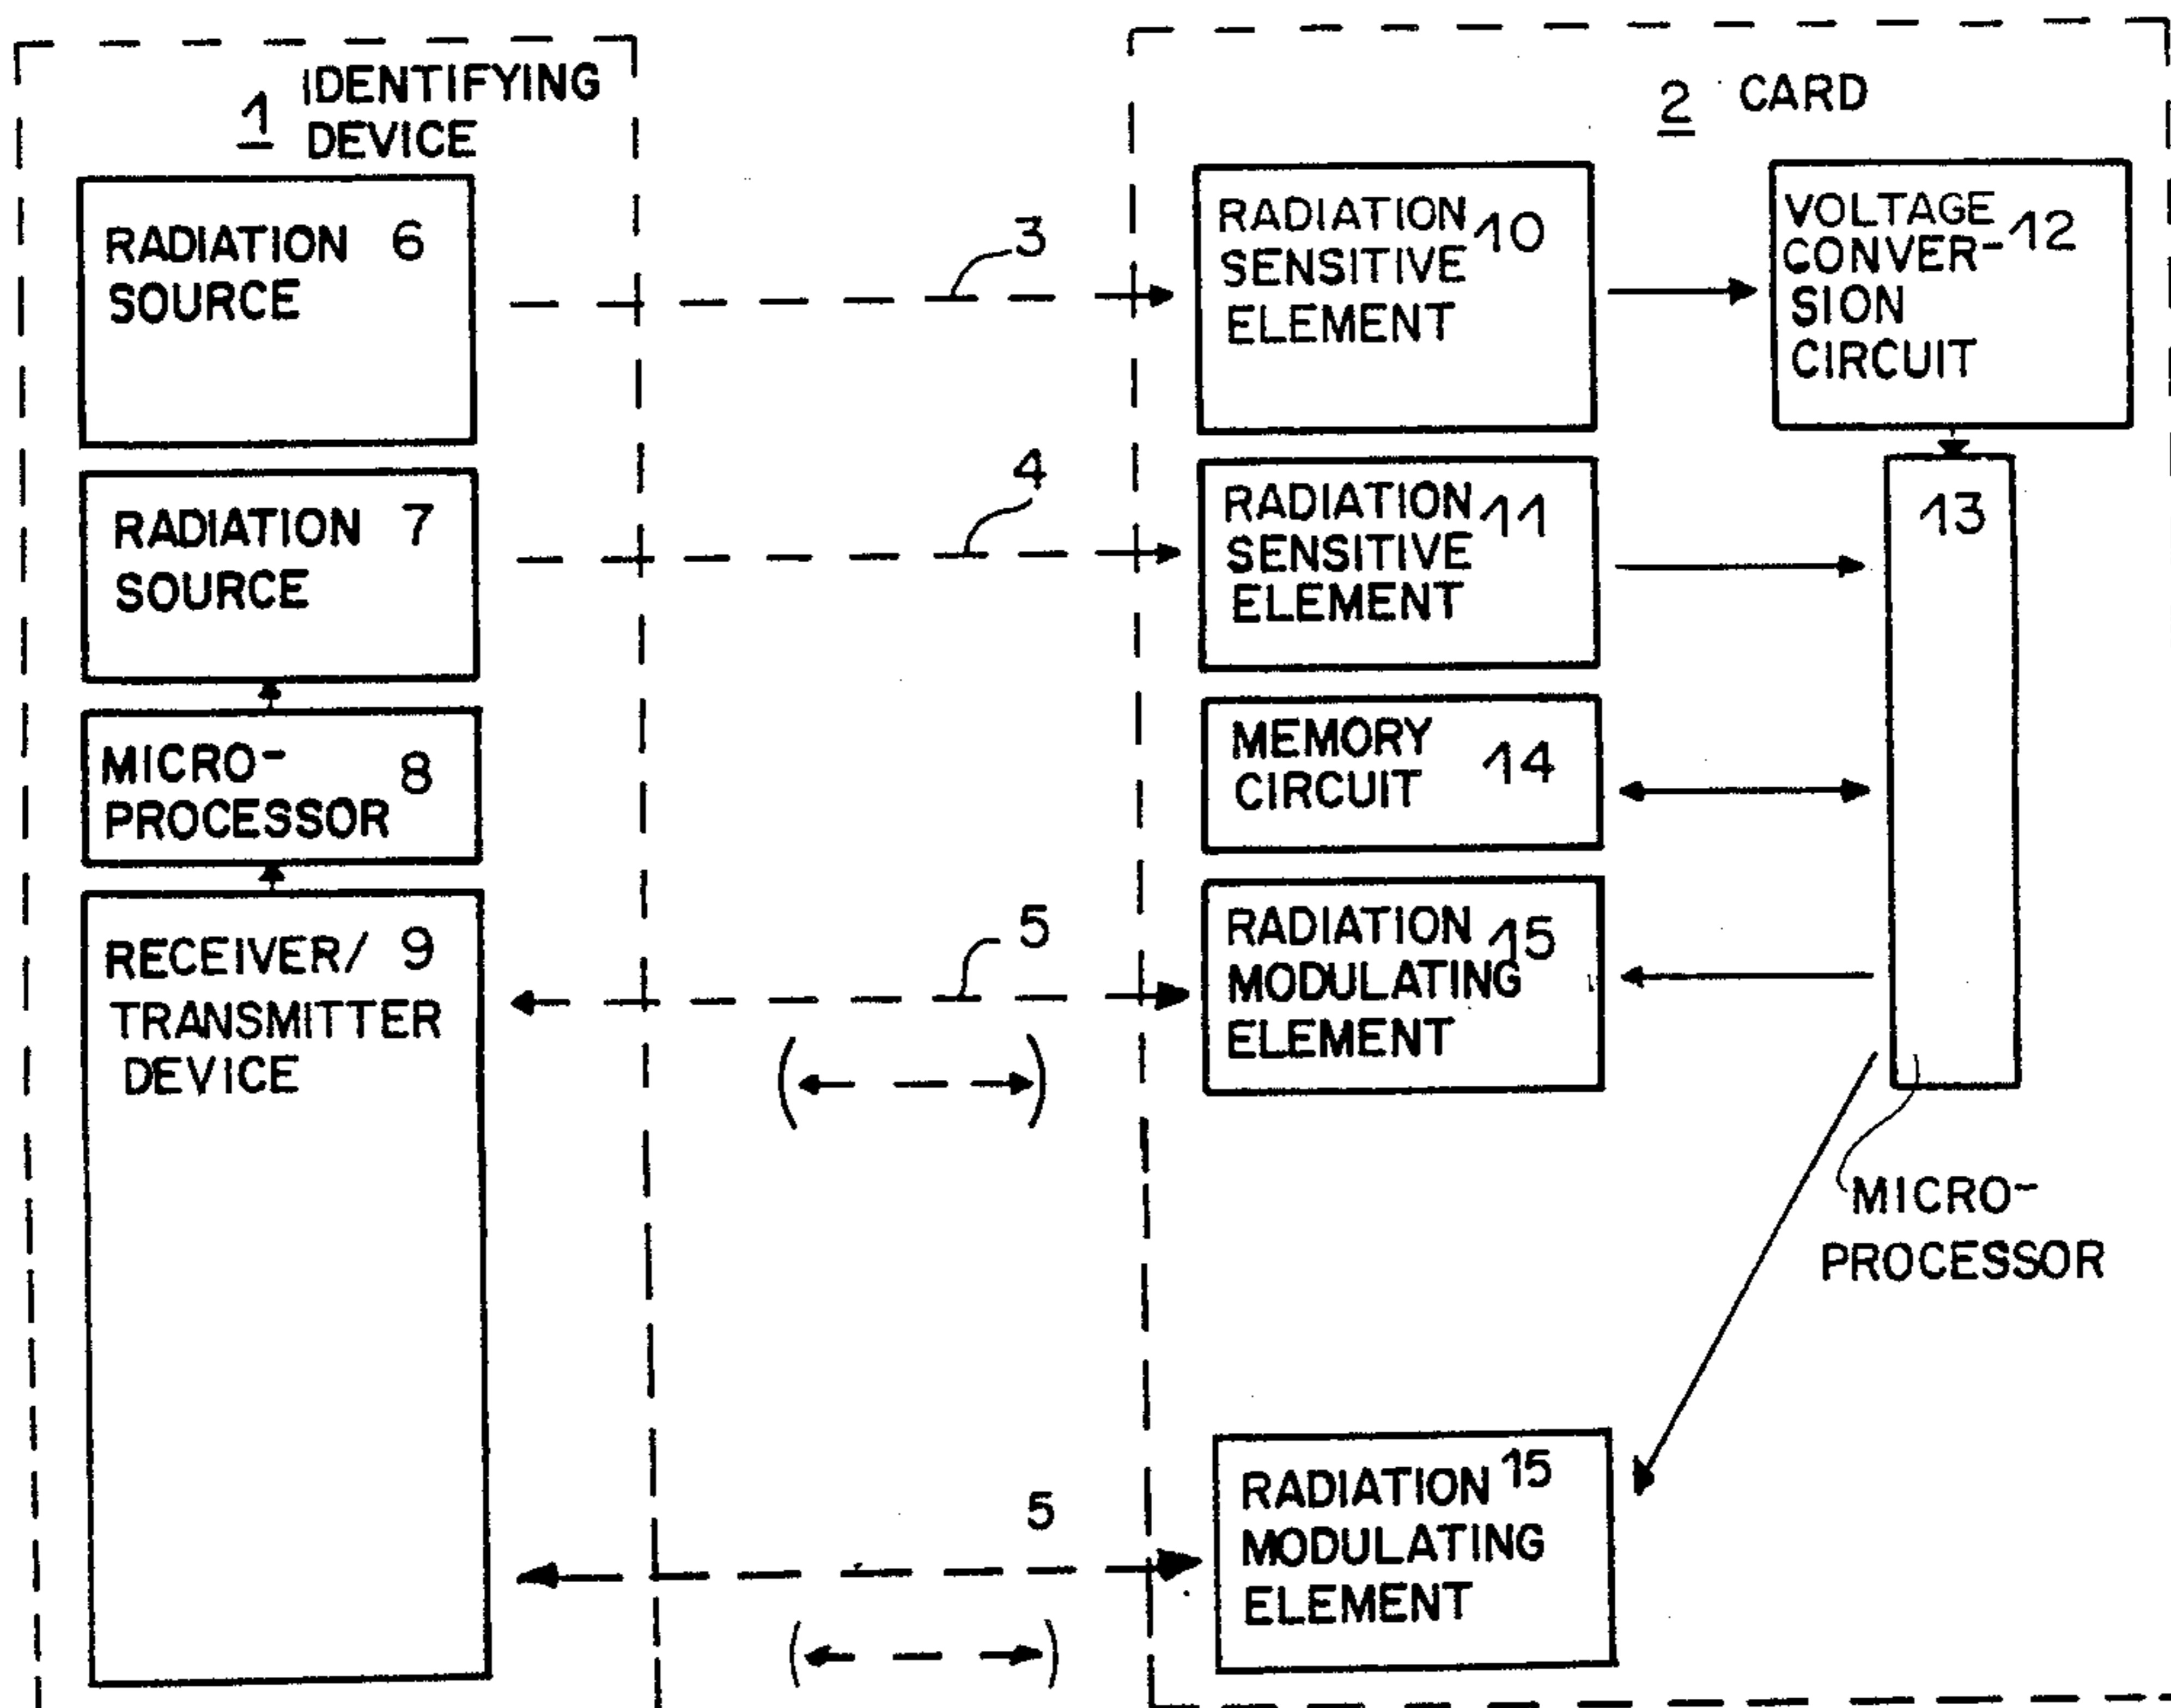 1 IDENTIFYING
DEVICE
2 CARD
RADIATION 6
SOURCE
3
RADIATION 10
SENSITIVE
ELEMENT
VOLTAGE 12
CONVER-
SION
CIRCUIT
RADIATION 7
SOURCE
4
RADIATION 11
SENSITIVE
ELEMENT
13
MICRO-
PROCESSOR 8
MEMORY
CIRCUIT 14
RECEIVER/ 9
TRANSMITTER
DEVICE
5
RADIATION 15
MODULATING
ELEMENT
MICRO-
PROCESSOR
5
RADIATION 15
MODULATING
ELEMENT